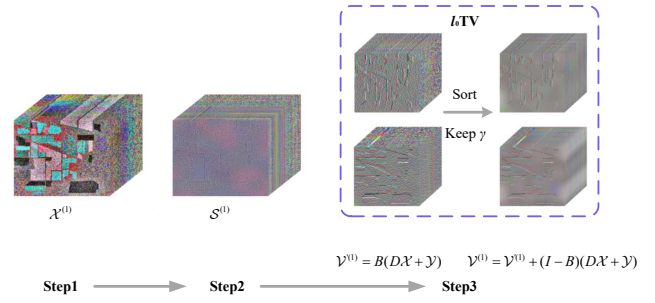 l₀TV
Sort
Keep γ
𝒳⁽¹⁾
𝒮⁽¹⁾
𝒱′⁽¹⁾ = B(D𝒳 + 𝒴)
𝒱⁽¹⁾ = 𝒱′⁽¹⁾ + (I − B)(D𝒳 + 𝒴)
Step1
Step2
Step3